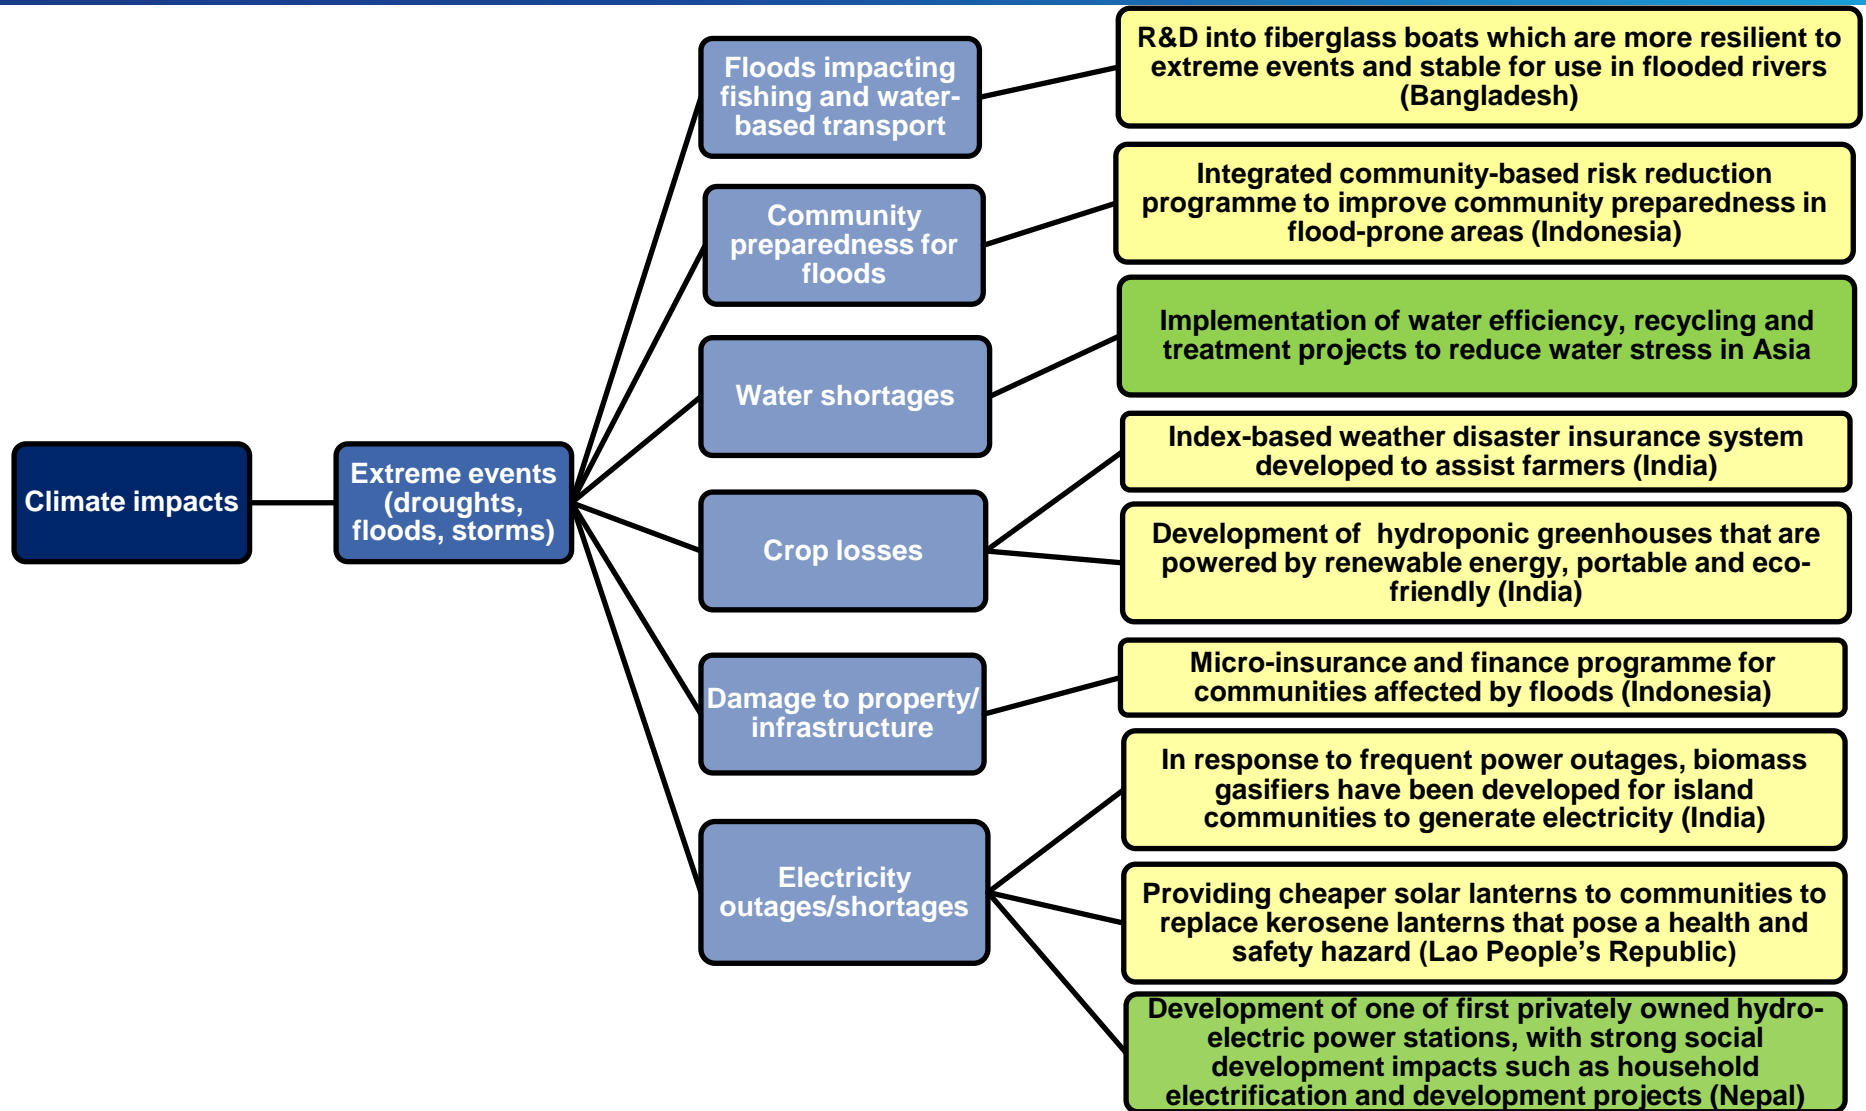 Climate impacts
Extreme events
(droughts,
floods, storms)
Floods impacting
fishing and water-
based transport
Community
preparedness for
floods
Water shortages
Crop losses
Damage to property/
infrastructure
Electricity
outages/shortages
R&D into fiberglass boats which are more resilient to
extreme events and stable for use in flooded rivers
(Bangladesh)
Integrated community-based risk reduction
programme to improve community preparedness in
flood-prone areas (Indonesia)
Implementation of water efficiency, recycling and
treatment projects to reduce water stress in Asia
Index-based weather disaster insurance system
developed to assist farmers (India)
Development of  hydroponic greenhouses that are
powered by renewable energy, portable and eco-
friendly (India)
Micro-insurance and finance programme for
communities affected by floods (Indonesia)
In response to frequent power outages, biomass
gasifiers have been developed for island
communities to generate electricity (India)
Providing cheaper solar lanterns to communities to
replace kerosene lanterns that pose a health and
safety hazard (Lao People’s Republic)
Development of one of first privately owned hydro-
electric power stations, with strong social
development impacts such as household
electrification and development projects (Nepal)